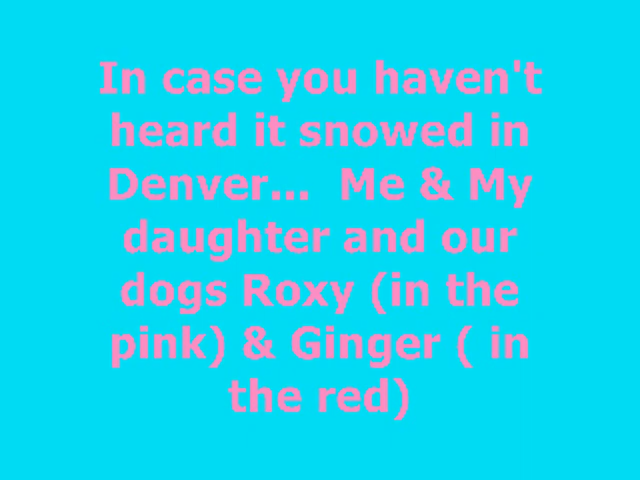 In case you haven't
heard it snowed in
Denver...  Me & My
daughter and our
dogs Roxy (in the
pink) & Ginger ( in
the red)